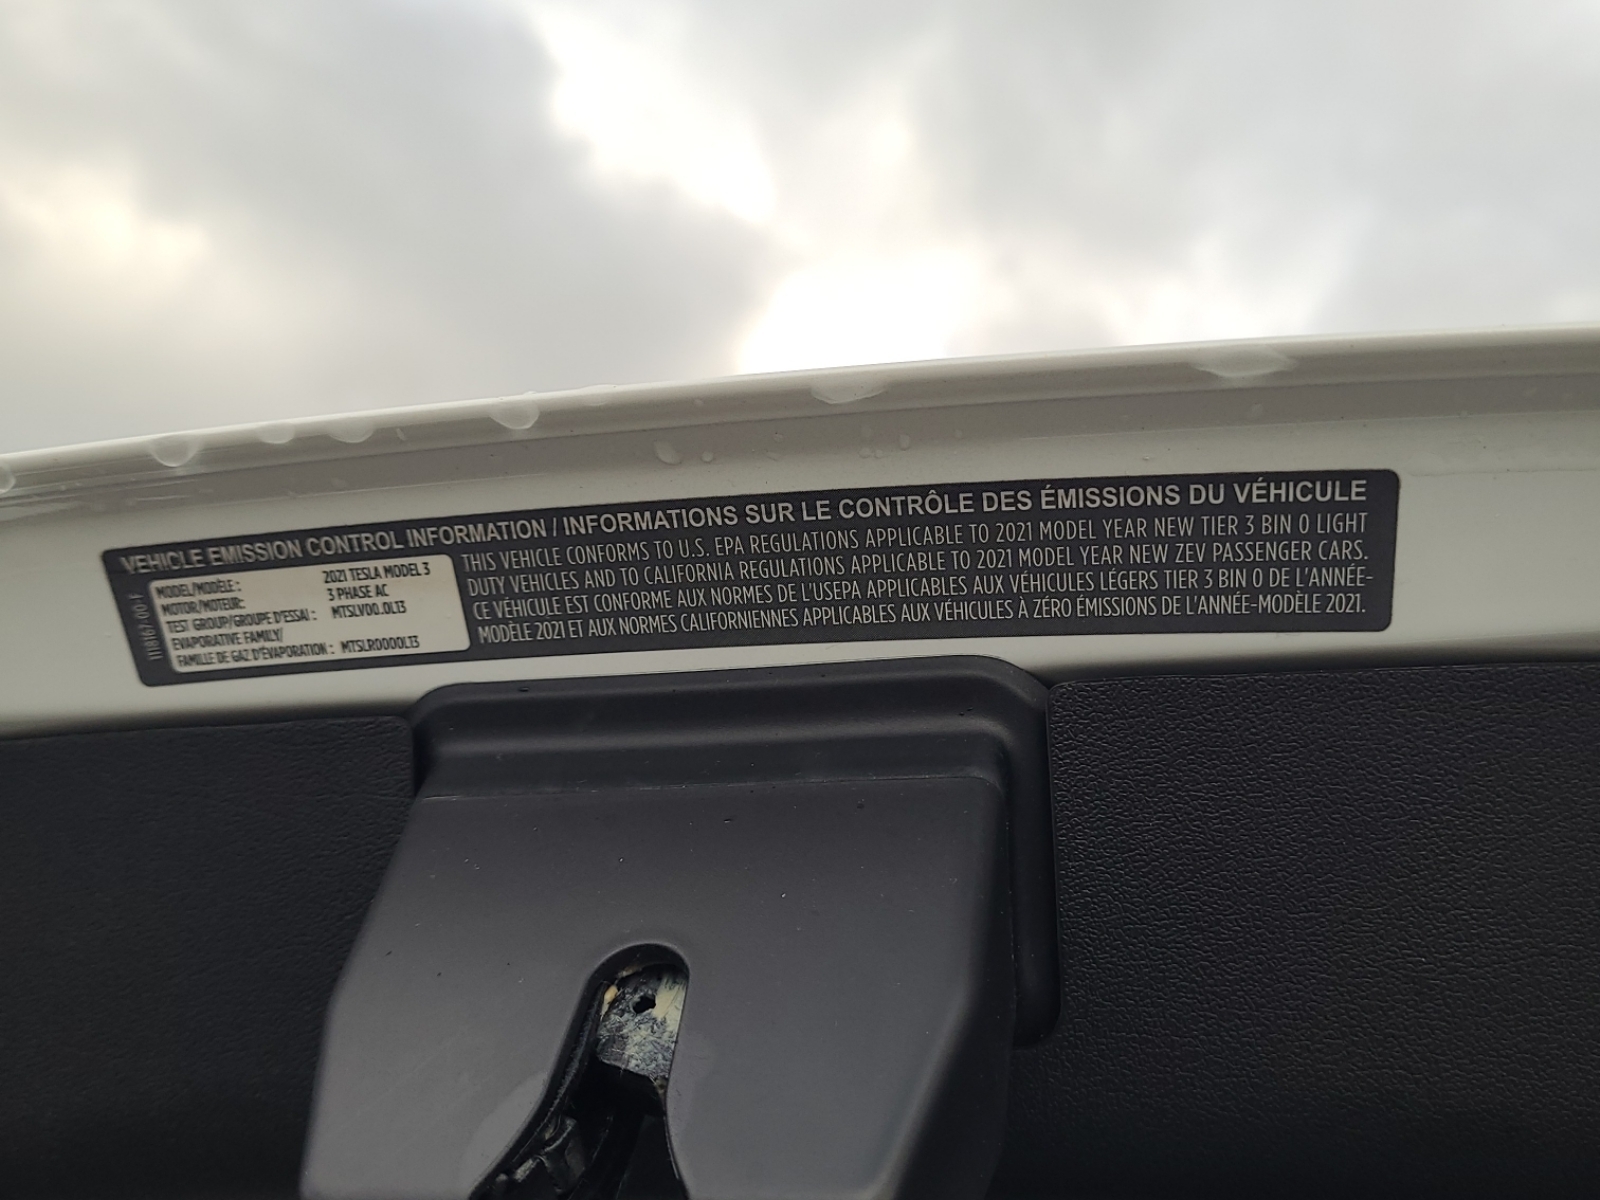 VEHICLE EMISSION CONTROL INFORMATION / INFORMATIONS SUR LE CONTRÔLE DES ÉMISSIONS DU VÉHICULE
MODEL/MODÈLE: 2021 TESLA MODEL 3
MOTOR/MOTEUR: 3 PHASE AC
TEST GROUP/GROUPE D'ESSAI: MTSLV00.0L13
EVAPORATIVE FAMILY/
FAMILLE DE GAZ D'ÉVAPORATION: MTSLR0000L13
THIS VEHICLE CONFORMS TO U.S. EPA REGULATIONS APPLICABLE TO 2021 MODEL YEAR NEW TIER 3 BIN 0 LIGHT
DUTY VEHICLES AND TO CALIFORNIA REGULATIONS APPLICABLE TO 2021 MODEL YEAR NEW ZEV PASSENGER CARS.
CE VÉHICULE EST CONFORME AUX NORMES DE L'USEPA APPLICABLES AUX VÉHICULES LÉGERS TIER 3 BIN 0 DE L'ANNÉE-
MODÈLE 2021 ET AUX NORMES CALIFORNIENNES APPLICABLES AUX VÉHICULES À ZÉRO ÉMISSIONS DE L'ANNÉE-MODÈLE 2021.